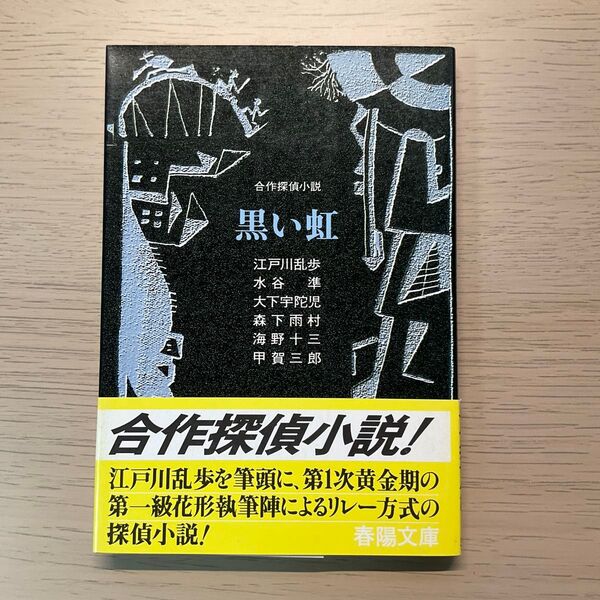 合作探偵小説
黒い虹
江戸川乱歩
水谷 準
大下宇陀児
森下雨村
海野十三
甲賀三郎
合作探偵小説!
江戸川乱歩を筆頭に、第1次黄金期の
第一級花形執筆陣によるリレー方式の
探偵小説!
春陽文庫